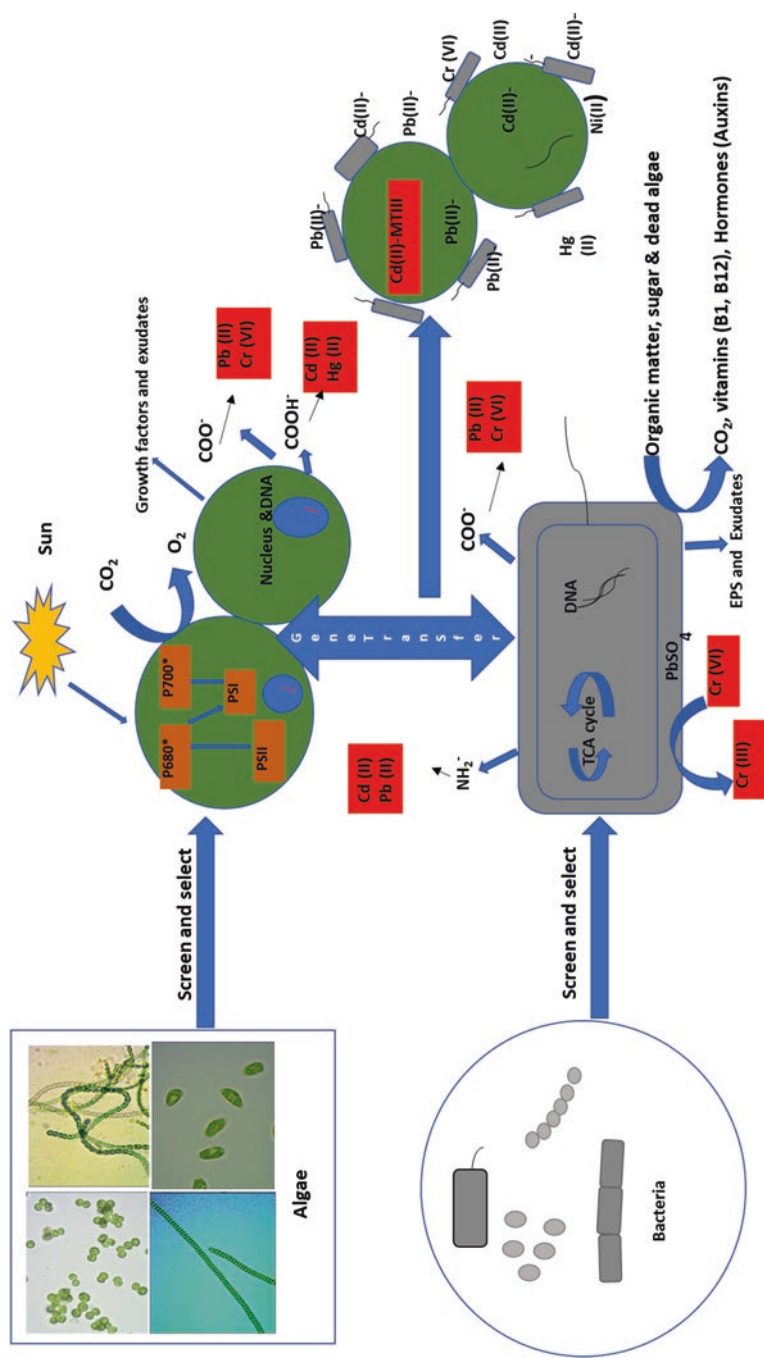 Algae
Screen and select
Sun
CO₂
O₂
P680*
P700*
PSI
PSII
Nucleus &DNA
Growth factors and exudates
COO⁻
Pb (II)
Cr (VI)
COOH⁻
Cd (II)
Hg (II)
GeneTranSfer
Bacteria
Screen and select
Cd (II)
Pb (II)
NH₂⁻
TCA cycle
DNA
PbSO4
Cr (VI)
Cr (III)
COO⁻
Pb (II)
Cr (VI)
EPS and Exudates
Organic matter, sugar & dead algae
CO₂, vitamins (B1, B12), Hormones (Auxins)
Pb(II)-
Cd(II)-
Cd(II)-MTIII
Pb(II)-
Pb(II)-
Pb(II)-
Cr (VI)
Cd(II)
-
Cd(II)-
Cd(II)-
Ni(II)
Hg
(II)